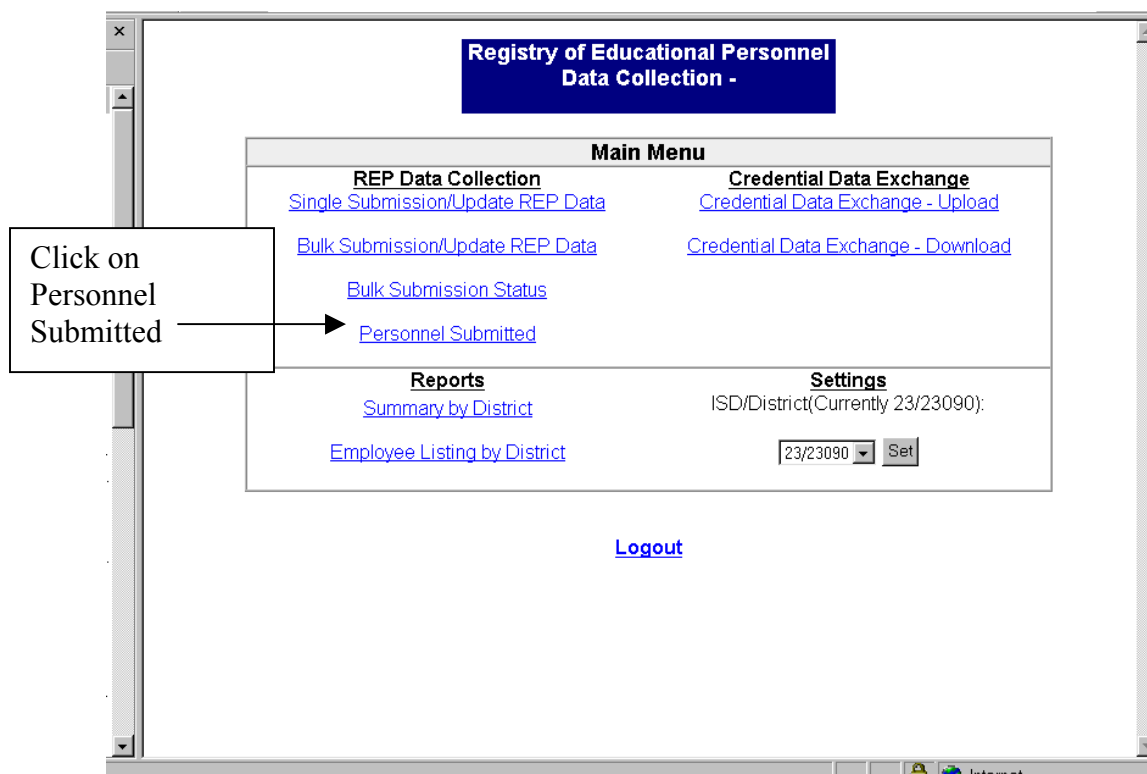 Registry of Educational Personnel
Data Collection -
Main Menu
REP Data Collection
Single Submission/Update REP Data
Bulk Submission/Update REP Data
Bulk Submission Status
Personnel Submitted
Credential Data Exchange
Credential Data Exchange - Upload
Credential Data Exchange - Download
Click on
Personnel
Submitted
Reports
Summary by District
Employee Listing by District
Settings
ISD/District(Currently 23/23090):
23/23090 Set
Logout
Internet